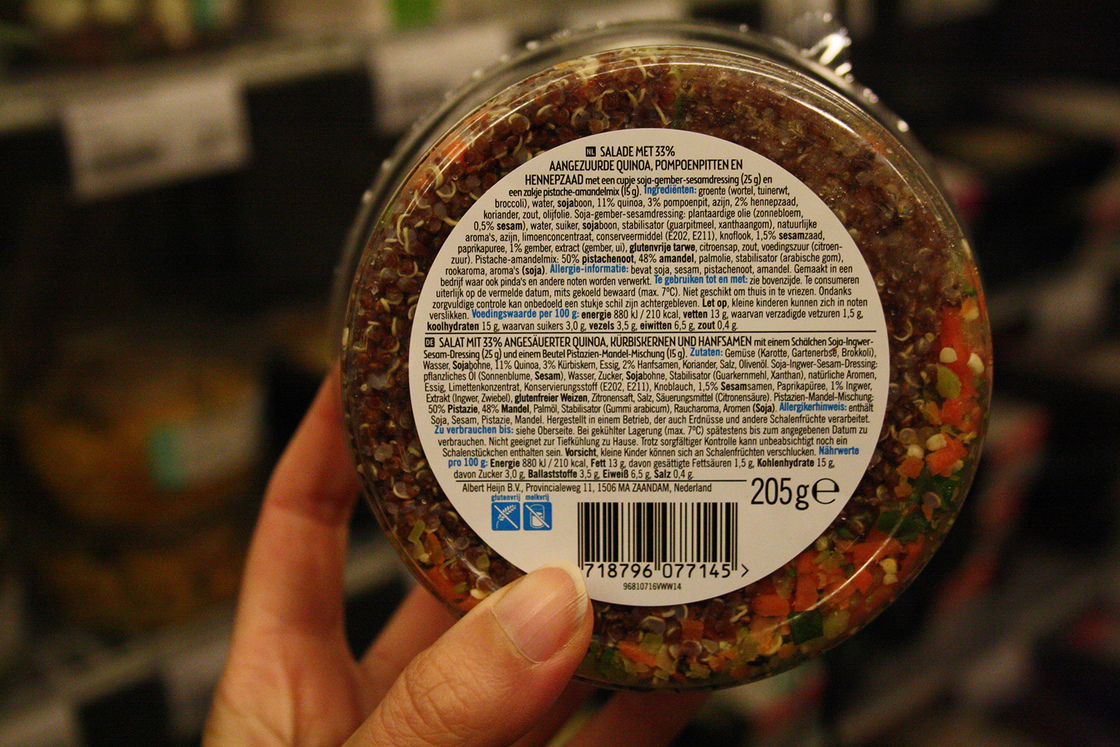 NL SALADE MET 33%
AANGEZUURDE QUINOA, POMPOENPITTEN EN
HENNEPZAAD met een cupje soja-gember-sesamdressing (25 g) en
een zakje pistache-amandelmix (15 g). Ingrediënten: groente (wortel, tuinerwt,
broccoli), water, sojaboon, 11% quinoa, 3% pompoenpit, azijn, 2% hennepzaad,
koriander, zout, olijfolie. Soja-gember-sesamdressing: plantaardige olie (zonnebloem,
0,5% sesam), water, suiker, sojaboon, stabilisator (guarpitmeel, xanthaangom), natuurlijke
aroma's, azijn, limoenconcentraat, conserveermiddel (E202, E211), knoflook, 1,5% sesamzaad,
paprikapuree, 1% gember, extract (gember, ui), glutenvrije tarwe, citroensap, zout, voedingszuur (citroen-
zuur). Pistache-amandelmix: 50% pistachenoot, 48% amandel, palmolie, stabilisator (arabische gom),
rookaroma, aroma's (soja). Allergie-informatie: bevat soja, sesam, pistachenoot, amandel. Gemaakt in een
bedrijf waar ook pinda's en andere noten worden verwerkt. Te gebruiken tot en met: zie bovenzijde. Te consumeren
uiterlijk op de vermelde datum, mits gekoeld bewaard (max. 7°C). Niet geschikt om thuis in te vriezen. Ondanks
zorgvuldige controle kan onbedoeld een stukje schil zijn achtergebleven. Let op, kleine kinderen kunnen zich in noten
verslikken. Voedingswaarde per 100 g: energie 880 kJ / 210 kcal, vetten 13 g, waarvan verzadigde vetzuren 1,5 g,
koolhydraten 15 g, waarvan suikers 3,0 g, vezels 3,5 g, eiwitten 6,5 g, zout 0,4 g.
DE SALAT MIT 33% ANGESÄUERTER QUINOA, KÜRBISKERNEN UND HANFSAMEN mit einem Schälchen Soja-Ingwer-
Sesam-Dressing (25 g) und einem Beutel Pistazien-Mandel-Mischung (15 g). Zutaten: Gemüse (Karotte, Gartenerbse, Brokkoli),
Wasser, Sojabohne, 11% Quinoa, 3% Kürbiskern, Essig, 2% Hanfsamen, Koriander, Salz, Olivenöl. Soja-Ingwer-Sesam-Dressing:
pflanzliches Öl (Sonnenblume, Sesam), Wasser, Zucker, Sojabohne, Stabilisator (Guarkernmehl, Xanthan), natürliche Aromen,
Essig, Limettenkonzentrat, Konservierungsstoff (E202, E211), Knoblauch, 1,5% Sesamsamen, Paprikapüree, 1% Ingwer,
Extrakt (Ingwer, Zwiebel), glutenfreier Weizen, Zitronensaft, Salz, Säuerungsmittel (Citronensäure). Pistazien-Mandel-Mischung:
50% Pistazie, 48% Mandel, Palmöl, Stabilisator (Gummi arabicum), Raucharoma, Aromen (Soja). Allergikerhinweis: enthält
Soja, Sesam, Pistazie, Mandel. Hergestellt in einem Betrieb, der auch Erdnüsse und andere Schalenfrüchte verarbeitet.
Zu verbrauchen bis: siehe Oberseite. Bei gekühlter Lagerung (max. 7°C) spätestens bis zum angegebenen Datum zu
verbrauchen. Nicht geeignet zur Tiefkühlung zu Hause. Trotz sorgfältiger Kontrolle kann unbeabsichtigt noch ein
Schalenstückchen enthalten sein. Vorsicht, kleine Kinder können sich an Schalenfrüchten verschlucken. Nährwerte
pro 100 g: Energie 880 kJ / 210 kcal, Fett 13 g, davon gesättigte Fettsäuren 1,5 g, Kohlenhydrate 15 g,
davon Zucker 3,0 g, Ballaststoffe 3,5 g, Eiweiß 6,5 g, Salz 0,4 g.
Albert Heijn B.V., Provincialeweg 11, 1506 MA ZAANDAM, Nederland
205 g ℮
glutenvrij melkvrij
718796 077145 >
96810716VWW14